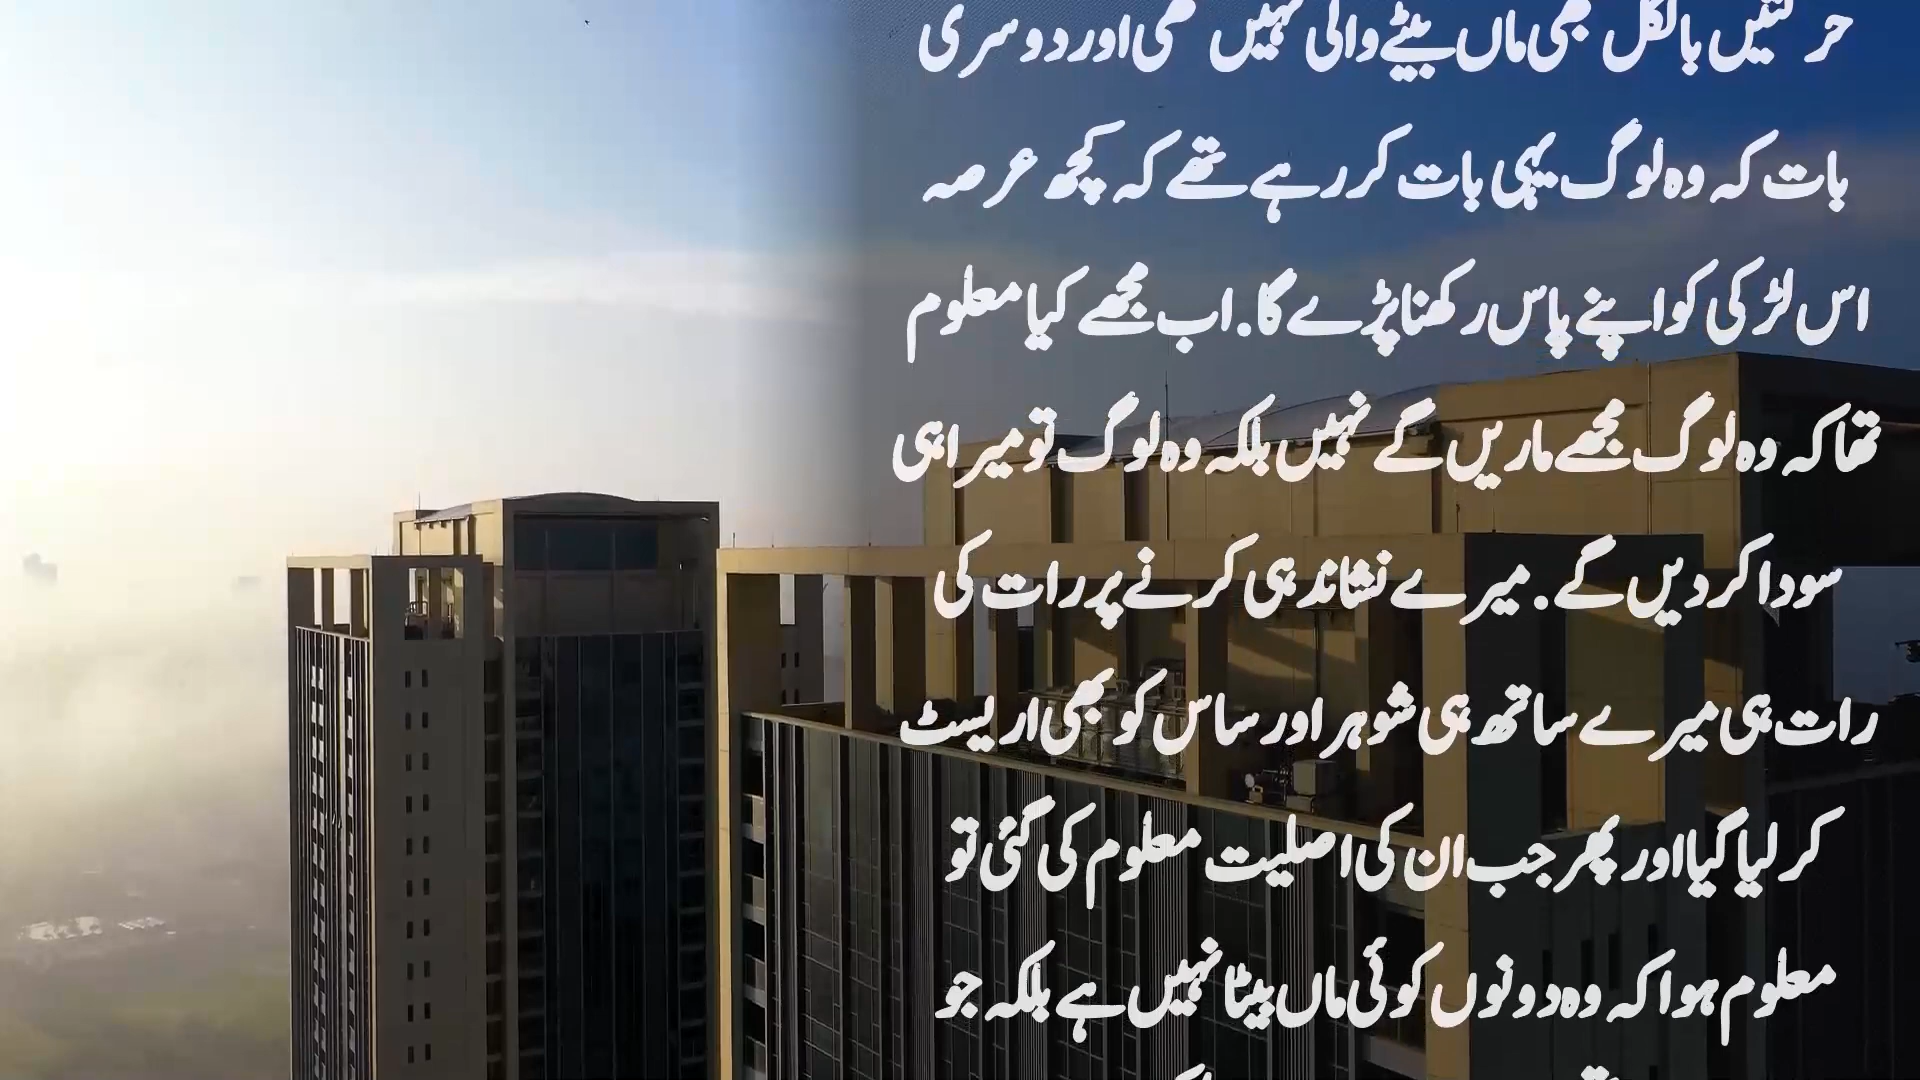 حرکتیں بالکل بھی ماں بیٹے والی نہیں تھی اور دوسری
بات کہ وہ لوگ یہی بات کر رہے تھے کہ کچھ عرصہ
اس لڑکی کو اپنے پاس رکھنا پڑے گا. اب مجھے کیا معلوم
تھا کہ وہ لوگ مجھے ماریں گے نہیں بلکہ وہ لوگ تو میرا ہی
سودا کر دیں گے. میرے نشاندہی کرنے پر رات کی
رات ہی میرے ساتھ ہی شوہر اور ساس کو بھی اریسٹ
کر لیا گیا اور پھر جب ان کی اصلیت معلوم کی گئی تو
معلوم ہوا کہ وہ دونوں کوئی ماں بیٹا نہیں ہے بلکہ جو